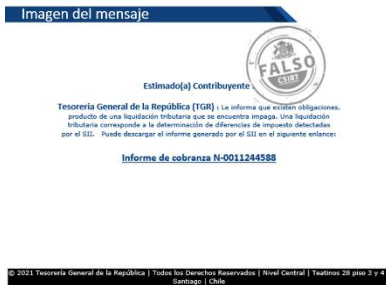 Imagen del mensaje
FALSO
CSIRT
Estimado(a) Contribuyente
Tesoreria General de la República (TGR) : La informa que existen obligaciones,
producto de una liquidación tributaria que se encuentra impaga. Una liquidación
tributaria corresponde a la determinación de diferencias de impuesto detectadas
por el SII. Puede descargar el informe generado por el SII en el siguiente enlance:
Informe de cobranza N-0011244588
© 2021 Tesorería General de la República | Todos los Derechos Reservados | Nivel Central | Teatinos 28 piso 3 y 4
Santiago | Chile